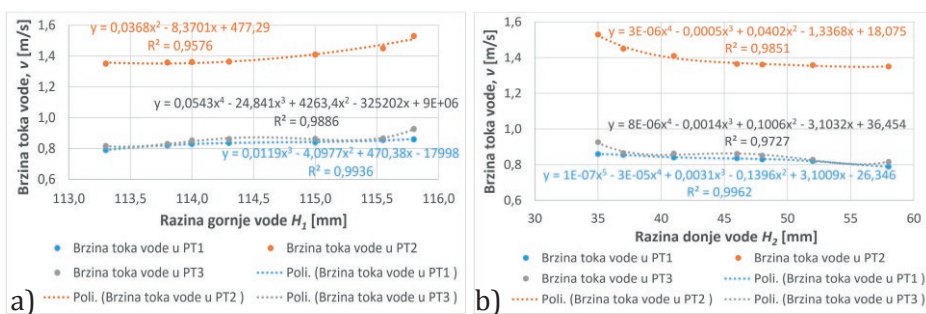 Brzina toka vode, v [m/s]
1,6
1,4
1,2
1,0
0,8
0,6
y = 0,0368x² - 8,3701x + 477,29
R² = 0,9576
y = 0,0543x⁴ - 24,841x³ + 4263,4x² - 325202x + 9E+06
R² = 0,9886
y = 0,0119x³ - 4,0977x² + 470,38x - 17998
R² = 0,9936
113,0 113,5 114,0 114,5 115,0 115,5 116,0
Razina gornje vode H₁ [mm]
Brzina toka vode u PT1
Brzina toka vode u PT2
Brzina toka vode u PT3
Poli. (Brzina toka vode u PT1 )
Poli. (Brzina toka vode u PT2 )
Poli. (Brzina toka vode u PT3 )
a)
Brzina toka vode, v [m/s]
1,6
1,4
1,2
1,0
0,8
0,6
y = 3E-06x⁴ - 0,0005x³ + 0,0402x² - 1,3368x + 18,075
R² = 0,9851
y = 8E-06x⁴ - 0,0014x³ + 0,1006x² - 3,1032x + 36,454
R² = 0,9727
y = 1E-07x⁵ - 3E-05x⁴ + 0,0031x³ - 0,1396x² + 3,1009x - 26,346
R² = 0,9962
30 35 40 45 50 55 60
Razina donje vode H₂ [mm]
Brzina toka vode u PT1
Brzina toka vode u PT2
Brzina toka vode u PT3
Poli. (Brzina toka vode u PT1 )
Poli. (Brzina toka vode u PT2 )
Poli. (Brzina toka vode u PT3 )
b)